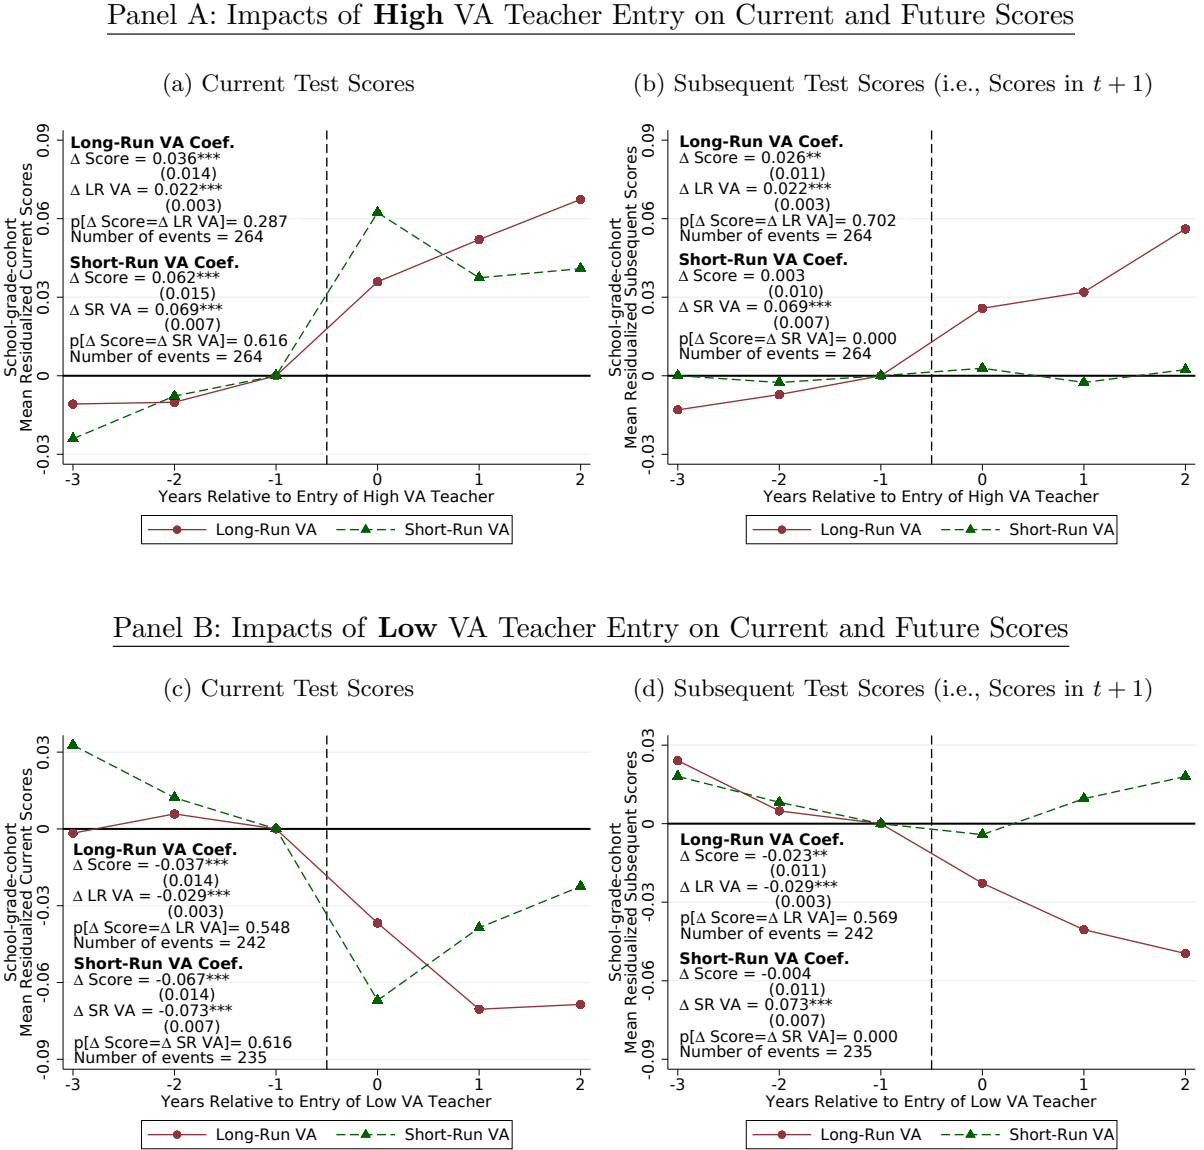 Panel A: Impacts of High VA Teacher Entry on Current and Future Scores
(a) Current Test Scores
School-grade-cohort
Mean Residualized Current Scores
0.09
0.06
0.03
0
-0.03
Long-Run VA Coef.
Δ Score = 0.036***
(0.014)
Δ LR VA = 0.022***
(0.003)
p[Δ Score=Δ LR VA]= 0.287
Number of events = 264
Short-Run VA Coef.
Δ Score = 0.062***
(0.015)
Δ SR VA = 0.069***
(0.007)
p[Δ Score=Δ SR VA]= 0.616
Number of events = 264
-3 -2 -1 0 1 2
Years Relative to Entry of High VA Teacher
Long-Run VA Short-Run VA
(b) Subsequent Test Scores (i.e., Scores in t + 1)
School-grade-cohort
Mean Residualized Subsequent Scores
0.09
0.06
0.03
0
-0.03
Long-Run VA Coef.
Δ Score = 0.026**
(0.011)
Δ LR VA = 0.022***
(0.003)
p[Δ Score=Δ LR VA]= 0.702
Number of events = 264
Short-Run VA Coef.
Δ Score = 0.003
(0.010)
Δ SR VA = 0.069***
(0.007)
p[Δ Score=Δ SR VA]= 0.000
Number of events = 264
-3 -2 -1 0 1 2
Years Relative to Entry of High VA Teacher
Long-Run VA Short-Run VA
Panel B: Impacts of Low VA Teacher Entry on Current and Future Scores
(c) Current Test Scores
School-grade-cohort
Mean Residualized Current Scores
0.03
0
-0.03
-0.06
-0.09
Long-Run VA Coef.
Δ Score = -0.037***
(0.014)
Δ LR VA = -0.029***
(0.003)
p[Δ Score=Δ LR VA]= 0.548
Number of events = 242
Short-Run VA Coef.
Δ Score = -0.067***
(0.014)
Δ SR VA = -0.073***
(0.007)
p[Δ Score=Δ SR VA]= 0.616
Number of events = 235
-3 -2 -1 0 1 2
Years Relative to Entry of Low VA Teacher
Long-Run VA Short-Run VA
(d) Subsequent Test Scores (i.e., Scores in t + 1)
School-grade-cohort
Mean Residualized Subsequent Scores
0.03
0
-0.03
-0.06
-0.09
Long-Run VA Coef.
Δ Score = -0.023**
(0.011)
Δ LR VA = -0.029***
(0.003)
p[Δ Score=Δ LR VA]= 0.569
Number of events = 242
Short-Run VA Coef.
Δ Score = -0.004
(0.011)
Δ SR VA = 0.073***
(0.007)
p[Δ Score=Δ SR VA]= 0.000
Number of events = 235
-3 -2 -1 0 1 2
Years Relative to Entry of Low VA Teacher
Long-Run VA Short-Run VA